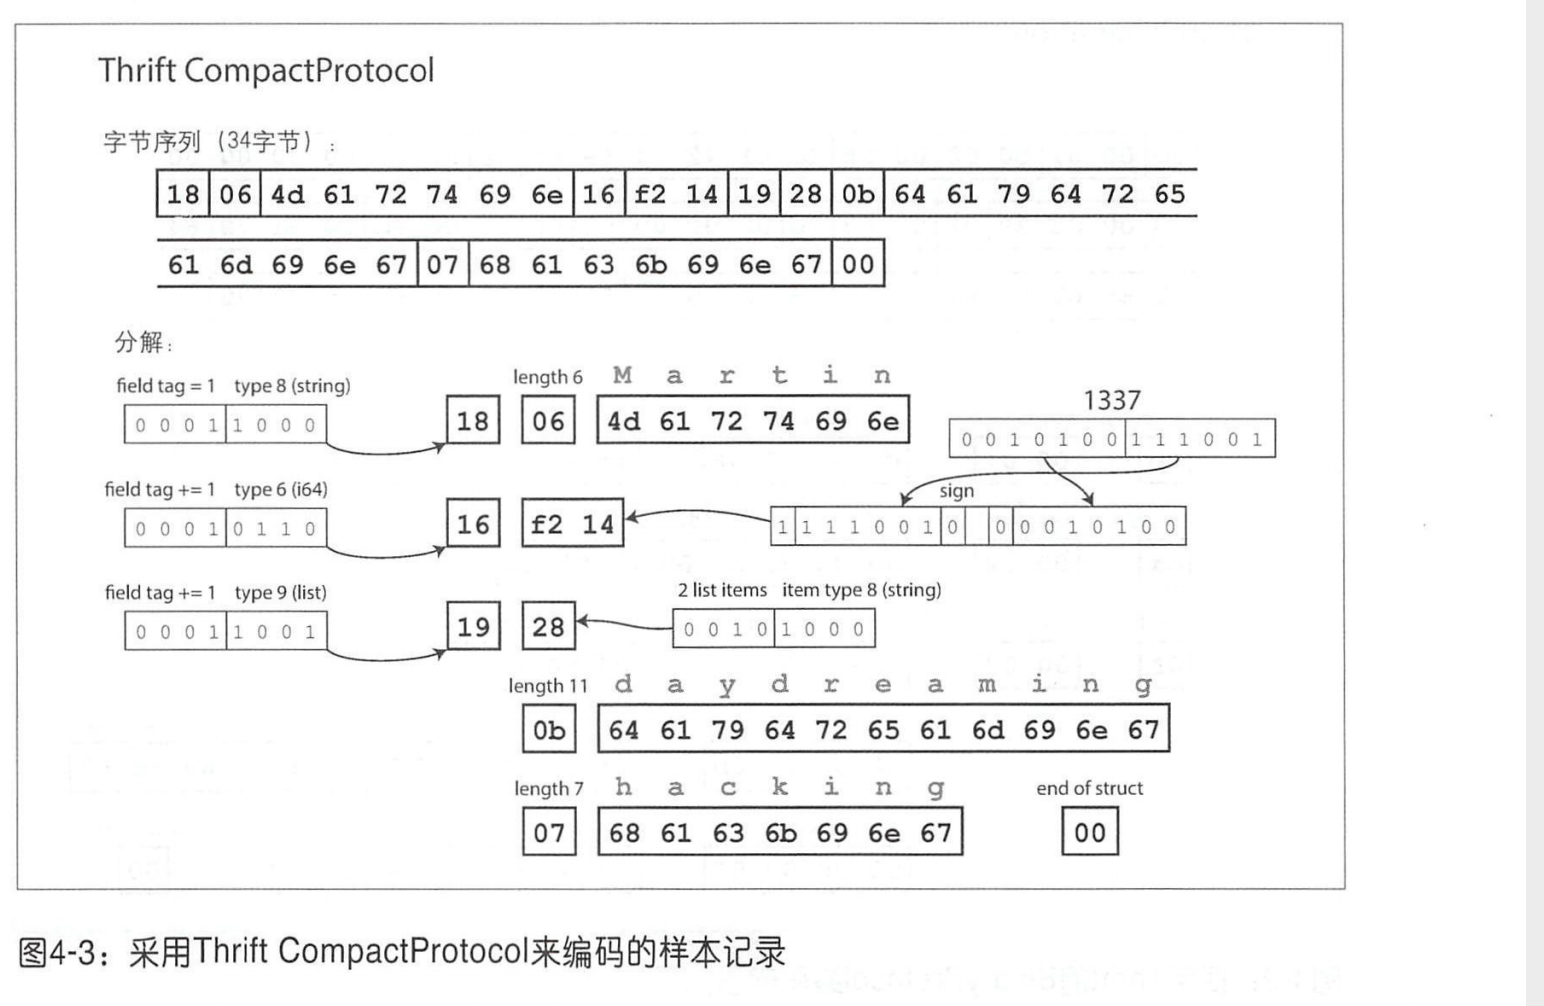 Thrift CompactProtocol
字节序列（34字节）：
18 06 4d 61 72 74 69 6e 16 f2 14 19 28 0b 64 61 79 64 72 65
61 6d 69 6e 67 07 68 61 63 6b 69 6e 67 00
分解：
field tag = 1 type 8 (string)
length 6 M a r t i n
0 0 0 1 1 0 0 0
18 06 4d 61 72 74 69 6e
1337
0 0 1 0 1 0 0 1 1 1 0 0 1
field tag += 1 type 6 (i64)
sign
0 0 0 1 0 1 1 0
16 f2 14
1 1 1 1 0 0 1 0 0 0 0 1 0 1 0 0
field tag += 1 type 9 (list)
2 list items item type 8 (string)
0 0 0 1 1 0 0 1
19 28
0 0 1 0 1 0 0 0
length 11 d a y d r e a m i n g
0b 64 61 79 64 72 65 61 6d 69 6e 67
length 7 h a c k i n g
end of struct
07 68 61 63 6b 69 6e 67
00
图4-3：采用Thrift CompactProtocol来编码的样本记录